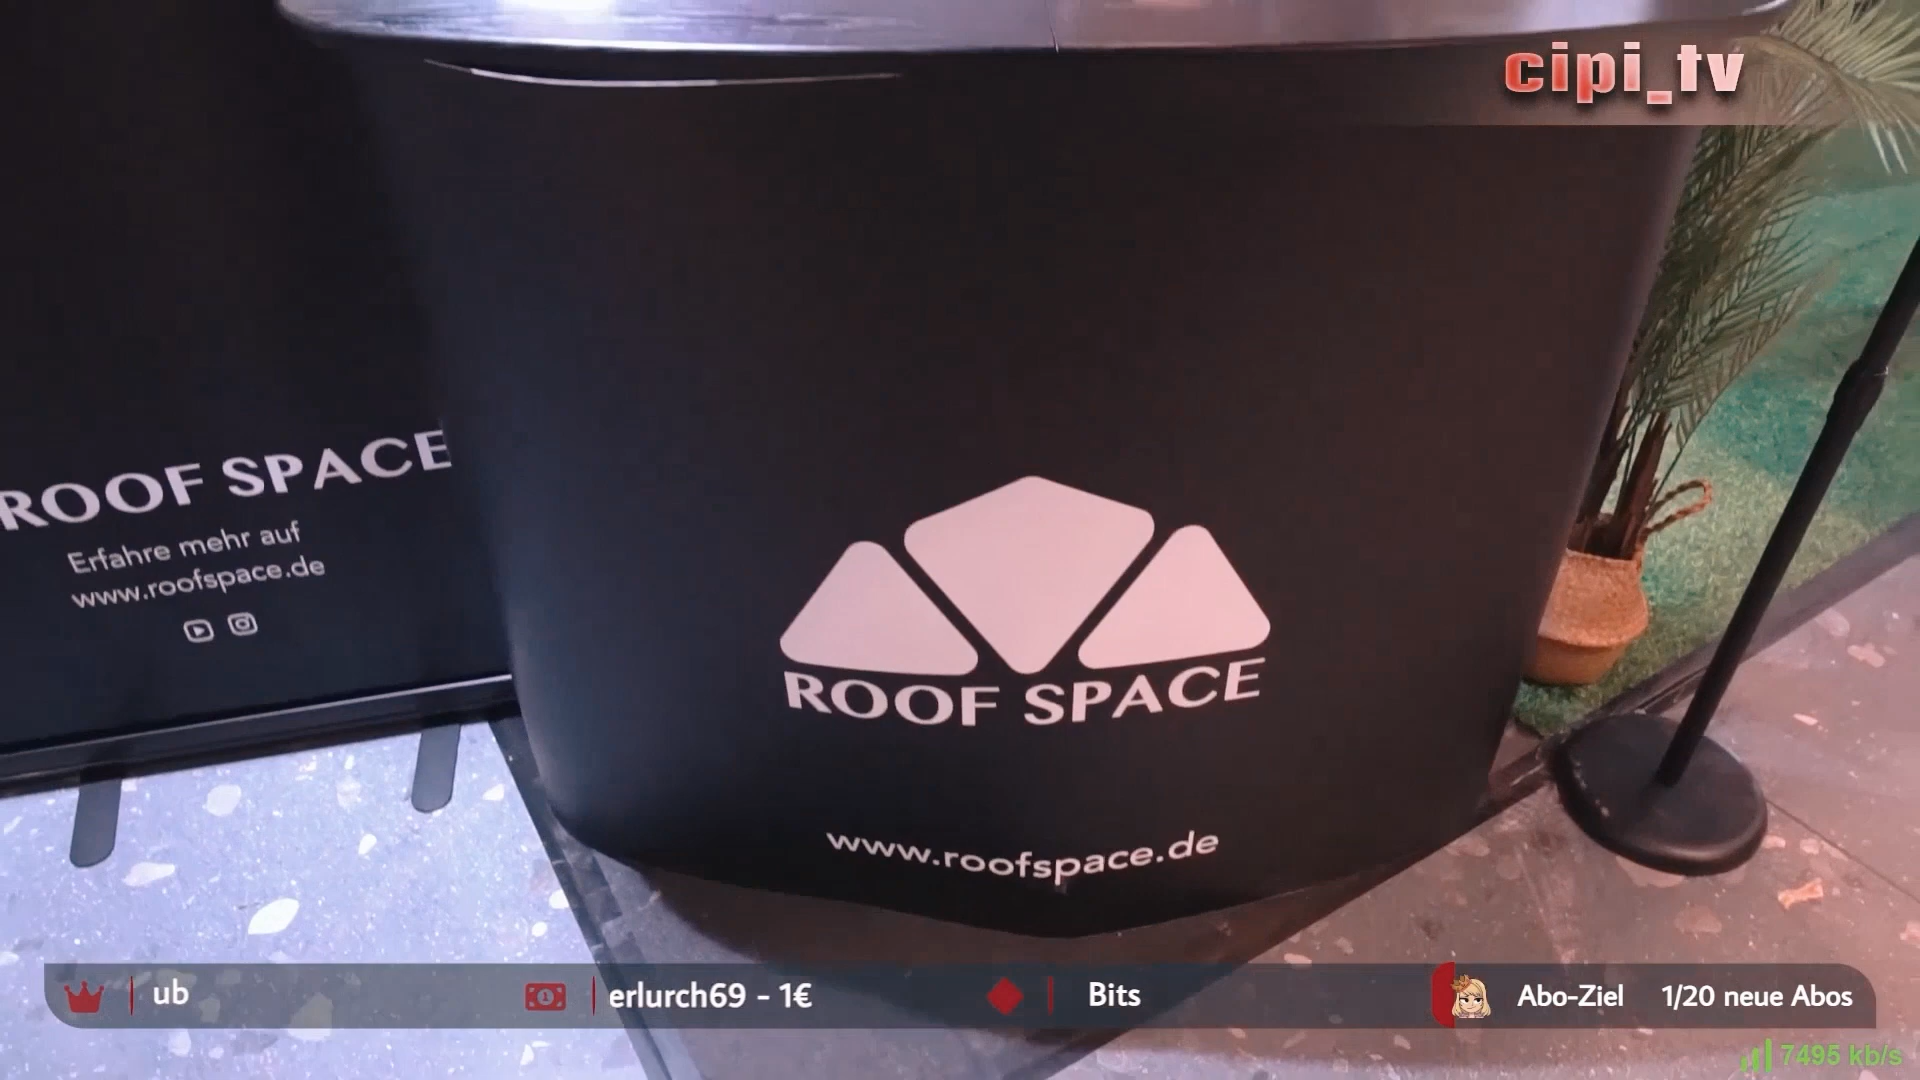 cipi_tv
ROOF SPACE
Erfahre mehr auf
www.roofspace.de
ROOF SPACE
www.roofspace.de
ub
erlurch69 - 1€
Bits
Abo-Ziel 1/20 neue Abos
7495 kb/s